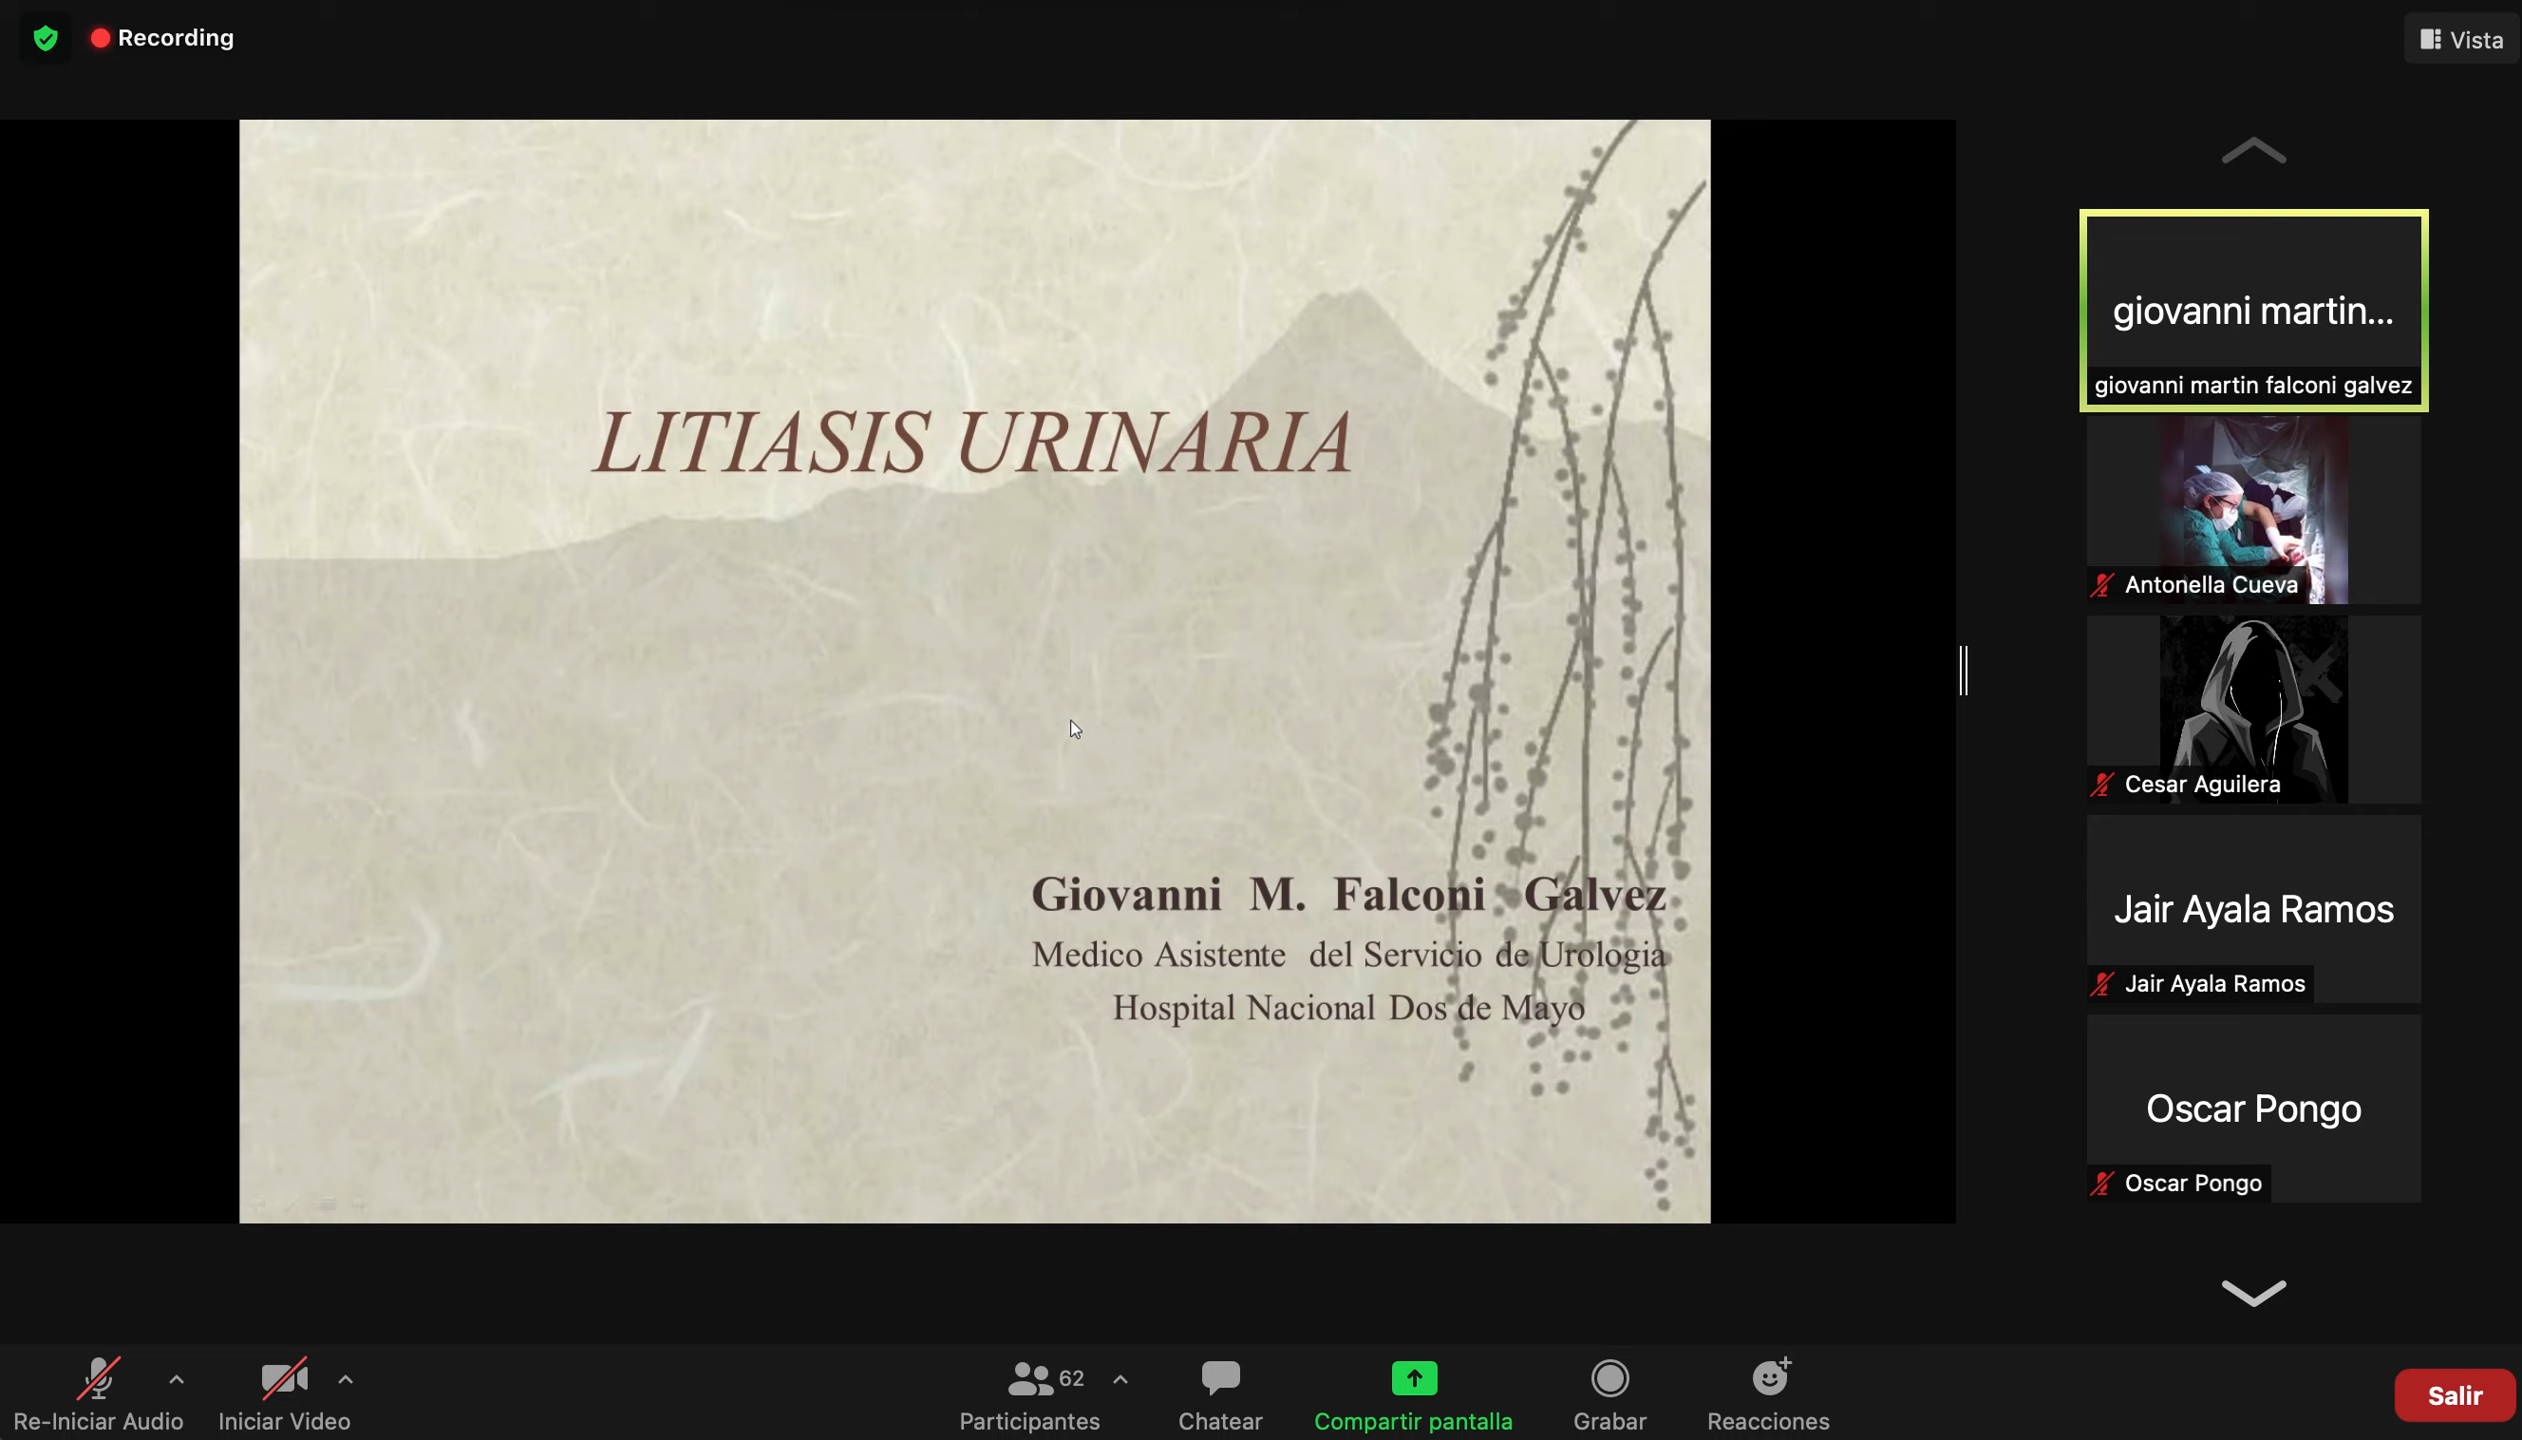 Recording
Vista
LITIASIS URINARIA
Giovanni M. Falconi Galvez
Medico Asistente del Servicio de Urologia
Hospital Nacional Dos de Mayo
giovanni martin...
giovanni martin falconi galvez
Antonella Cueva
Cesar Aguilera
Jair Ayala Ramos
Jair Ayala Ramos
Oscar Pongo
Oscar Pongo
Re-Iniciar Audio
Iniciar Video
62
Participantes
Chatear
Compartir pantalla
Grabar
Reacciones
Salir